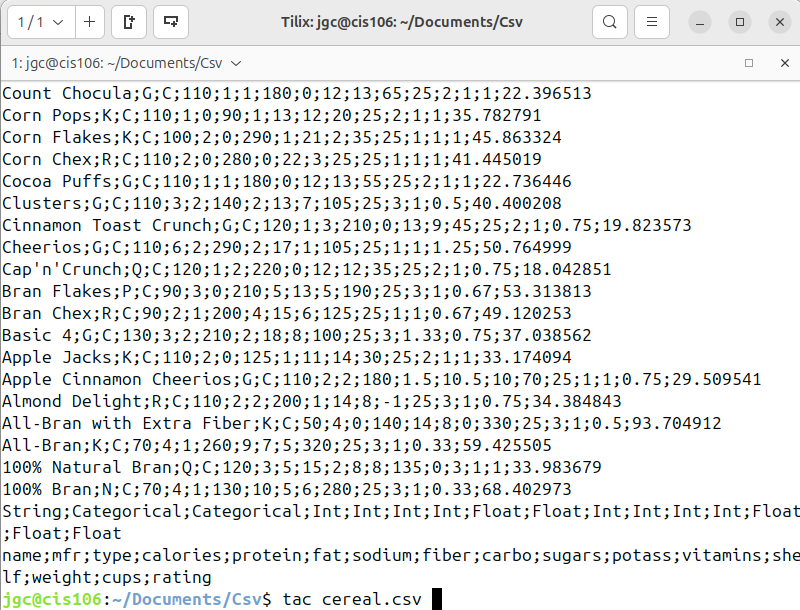 1 / 1
Tilix: jgc@cis106: ~/Documents/Csv
1: jgc@cis106: ~/Documents/Csv
Count Chocula;G;C;110;1;1;180;0;12;13;65;25;2;1;1;22.396513
Corn Pops;K;C;110;1;0;90;1;13;12;20;25;2;1;1;35.782791
Corn Flakes;K;C;100;2;0;290;1;21;2;35;25;1;1;1;45.863324
Corn Chex;R;C;110;2;0;280;0;22;3;25;25;1;1;1;41.445019
Cocoa Puffs;G;C;110;1;1;180;0;12;13;55;25;2;1;1;22.736446
Clusters;G;C;110;3;2;140;2;13;7;105;25;3;1;0.5;40.400208
Cinnamon Toast Crunch;G;C;120;1;3;210;0;13;9;45;25;2;1;0.75;19.823573
Cheerios;G;C;110;6;2;290;2;17;1;105;25;1;1;1.25;50.764999
Cap'n'Crunch;Q;C;120;1;2;220;0;12;12;35;25;2;1;0.75;18.042851
Bran Flakes;P;C;90;3;0;210;5;13;5;190;25;3;1;0.67;53.313813
Bran Chex;R;C;90;2;1;200;4;15;6;125;25;1;1;0.67;49.120253
Basic 4;G;C;130;3;2;210;2;18;8;100;25;3;1.33;0.75;37.038562
Apple Jacks;K;C;110;2;0;125;1;11;14;30;25;2;1;1;33.174094
Apple Cinnamon Cheerios;G;C;110;2;2;180;1.5;10.5;10;70;25;1;1;0.75;29.509541
Almond Delight;R;C;110;2;2;200;1;14;8;-1;25;3;1;0.75;34.384843
All-Bran with Extra Fiber;K;C;50;4;0;140;14;8;0;330;25;3;1;0.5;93.704912
All-Bran;K;C;70;4;1;260;9;7;5;320;25;3;1;0.33;59.425505
100% Natural Bran;Q;C;120;3;5;15;2;8;8;135;0;3;1;1;33.983679
100% Bran;N;C;70;4;1;130;10;5;6;280;25;3;1;0.33;68.402973
String;Categorical;Categorical;Int;Int;Int;Int;Float;Float;Int;Int;Int;Int;Float
;Float;Float
name;mfr;type;calories;protein;fat;sodium;fiber;carbo;sugars;potass;vitamins;she
lf;weight;cups;rating
jgc@cis106:~/Documents/Csv$ tac cereal.csv